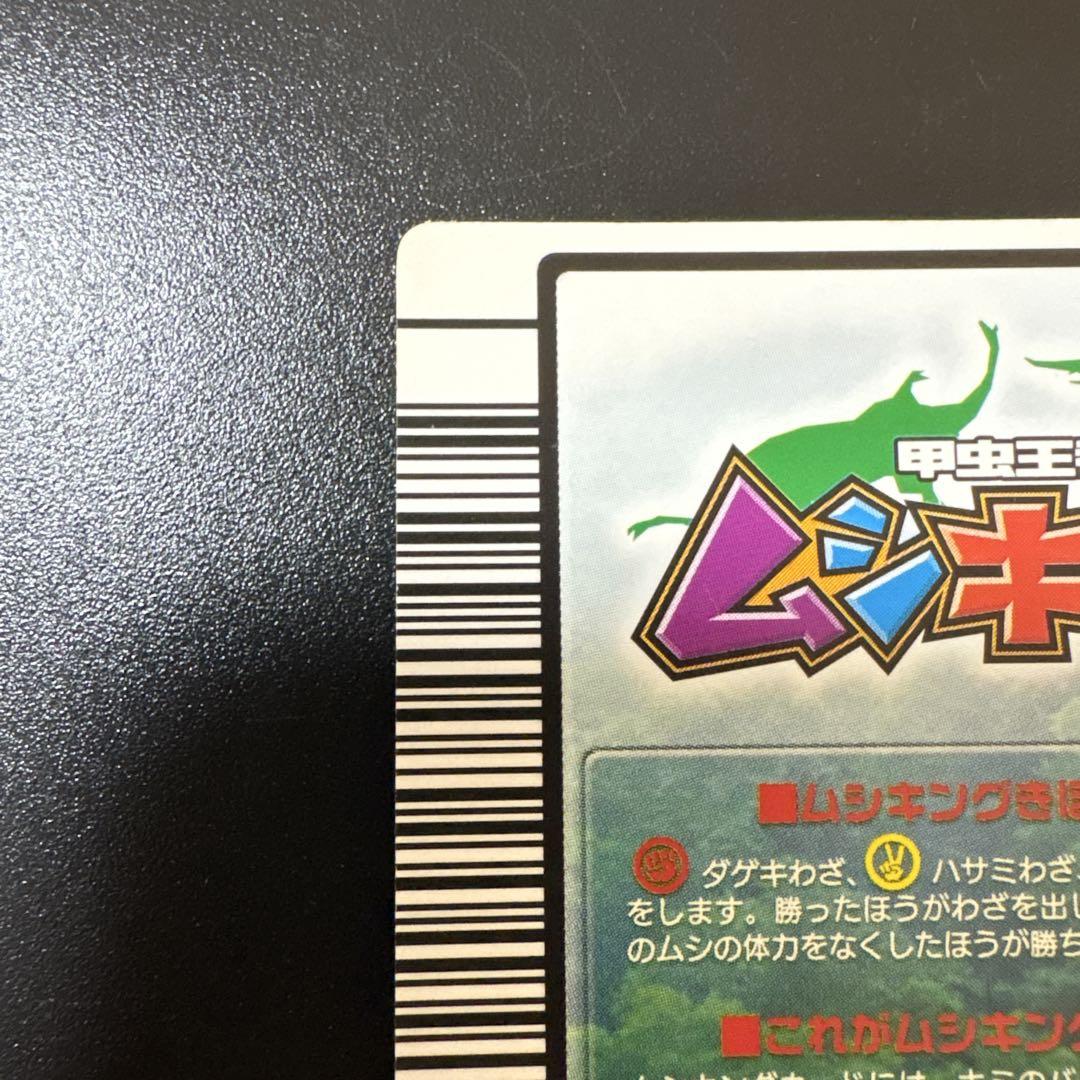 甲虫王
ムシキ
■ムシキングきほ
ダゲキわざ、 ハサミわざ、
をします。勝ったほうがわざを出し
のムシの体力をなくしたほうが勝ち
■これがムシキング